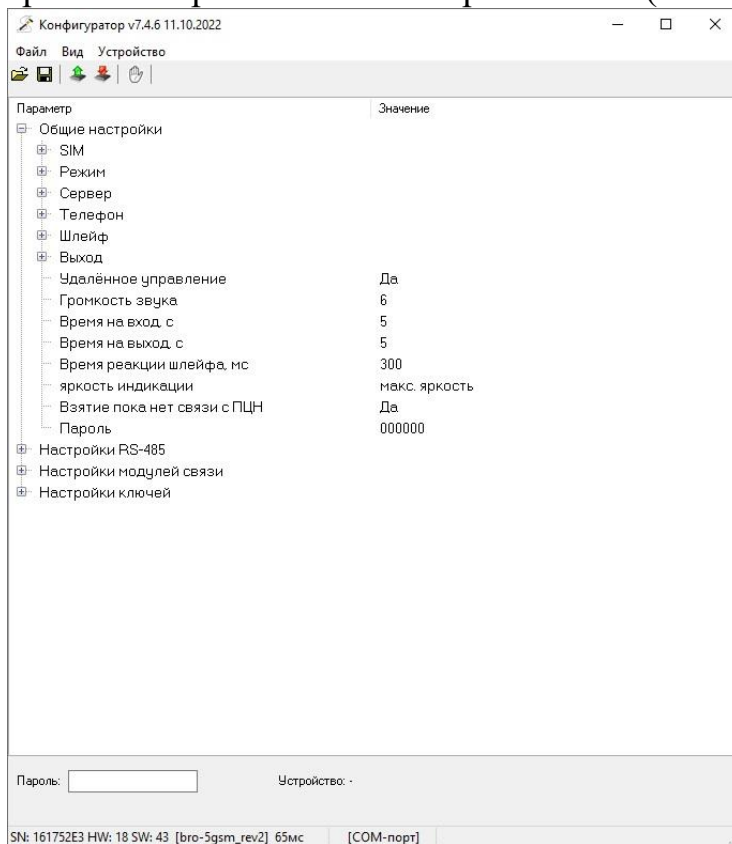 Конфигуратор v7.4.6 11.10.2022
Файл Вид Устройство
Параметр Значение
Общие настройки
SIM
Режим
Сервер
Телефон
Шлейф
Выход
Удалённое управление Да
Громкость звука 6
Время на вход, с 5
Время на выход, с 5
Время реакции шлейфа, мс 300
яркость индикации макс. яркость
Взятие пока нет связи с ПЦН Да
Пароль 000000
Настройки RS-485
Настройки модулей связи
Настройки ключей
Пароль: Устройство: -
SN: 161752E3 HW: 18 SW: 43 [bro-5gsm_rev2] 65мс [COM-порт]